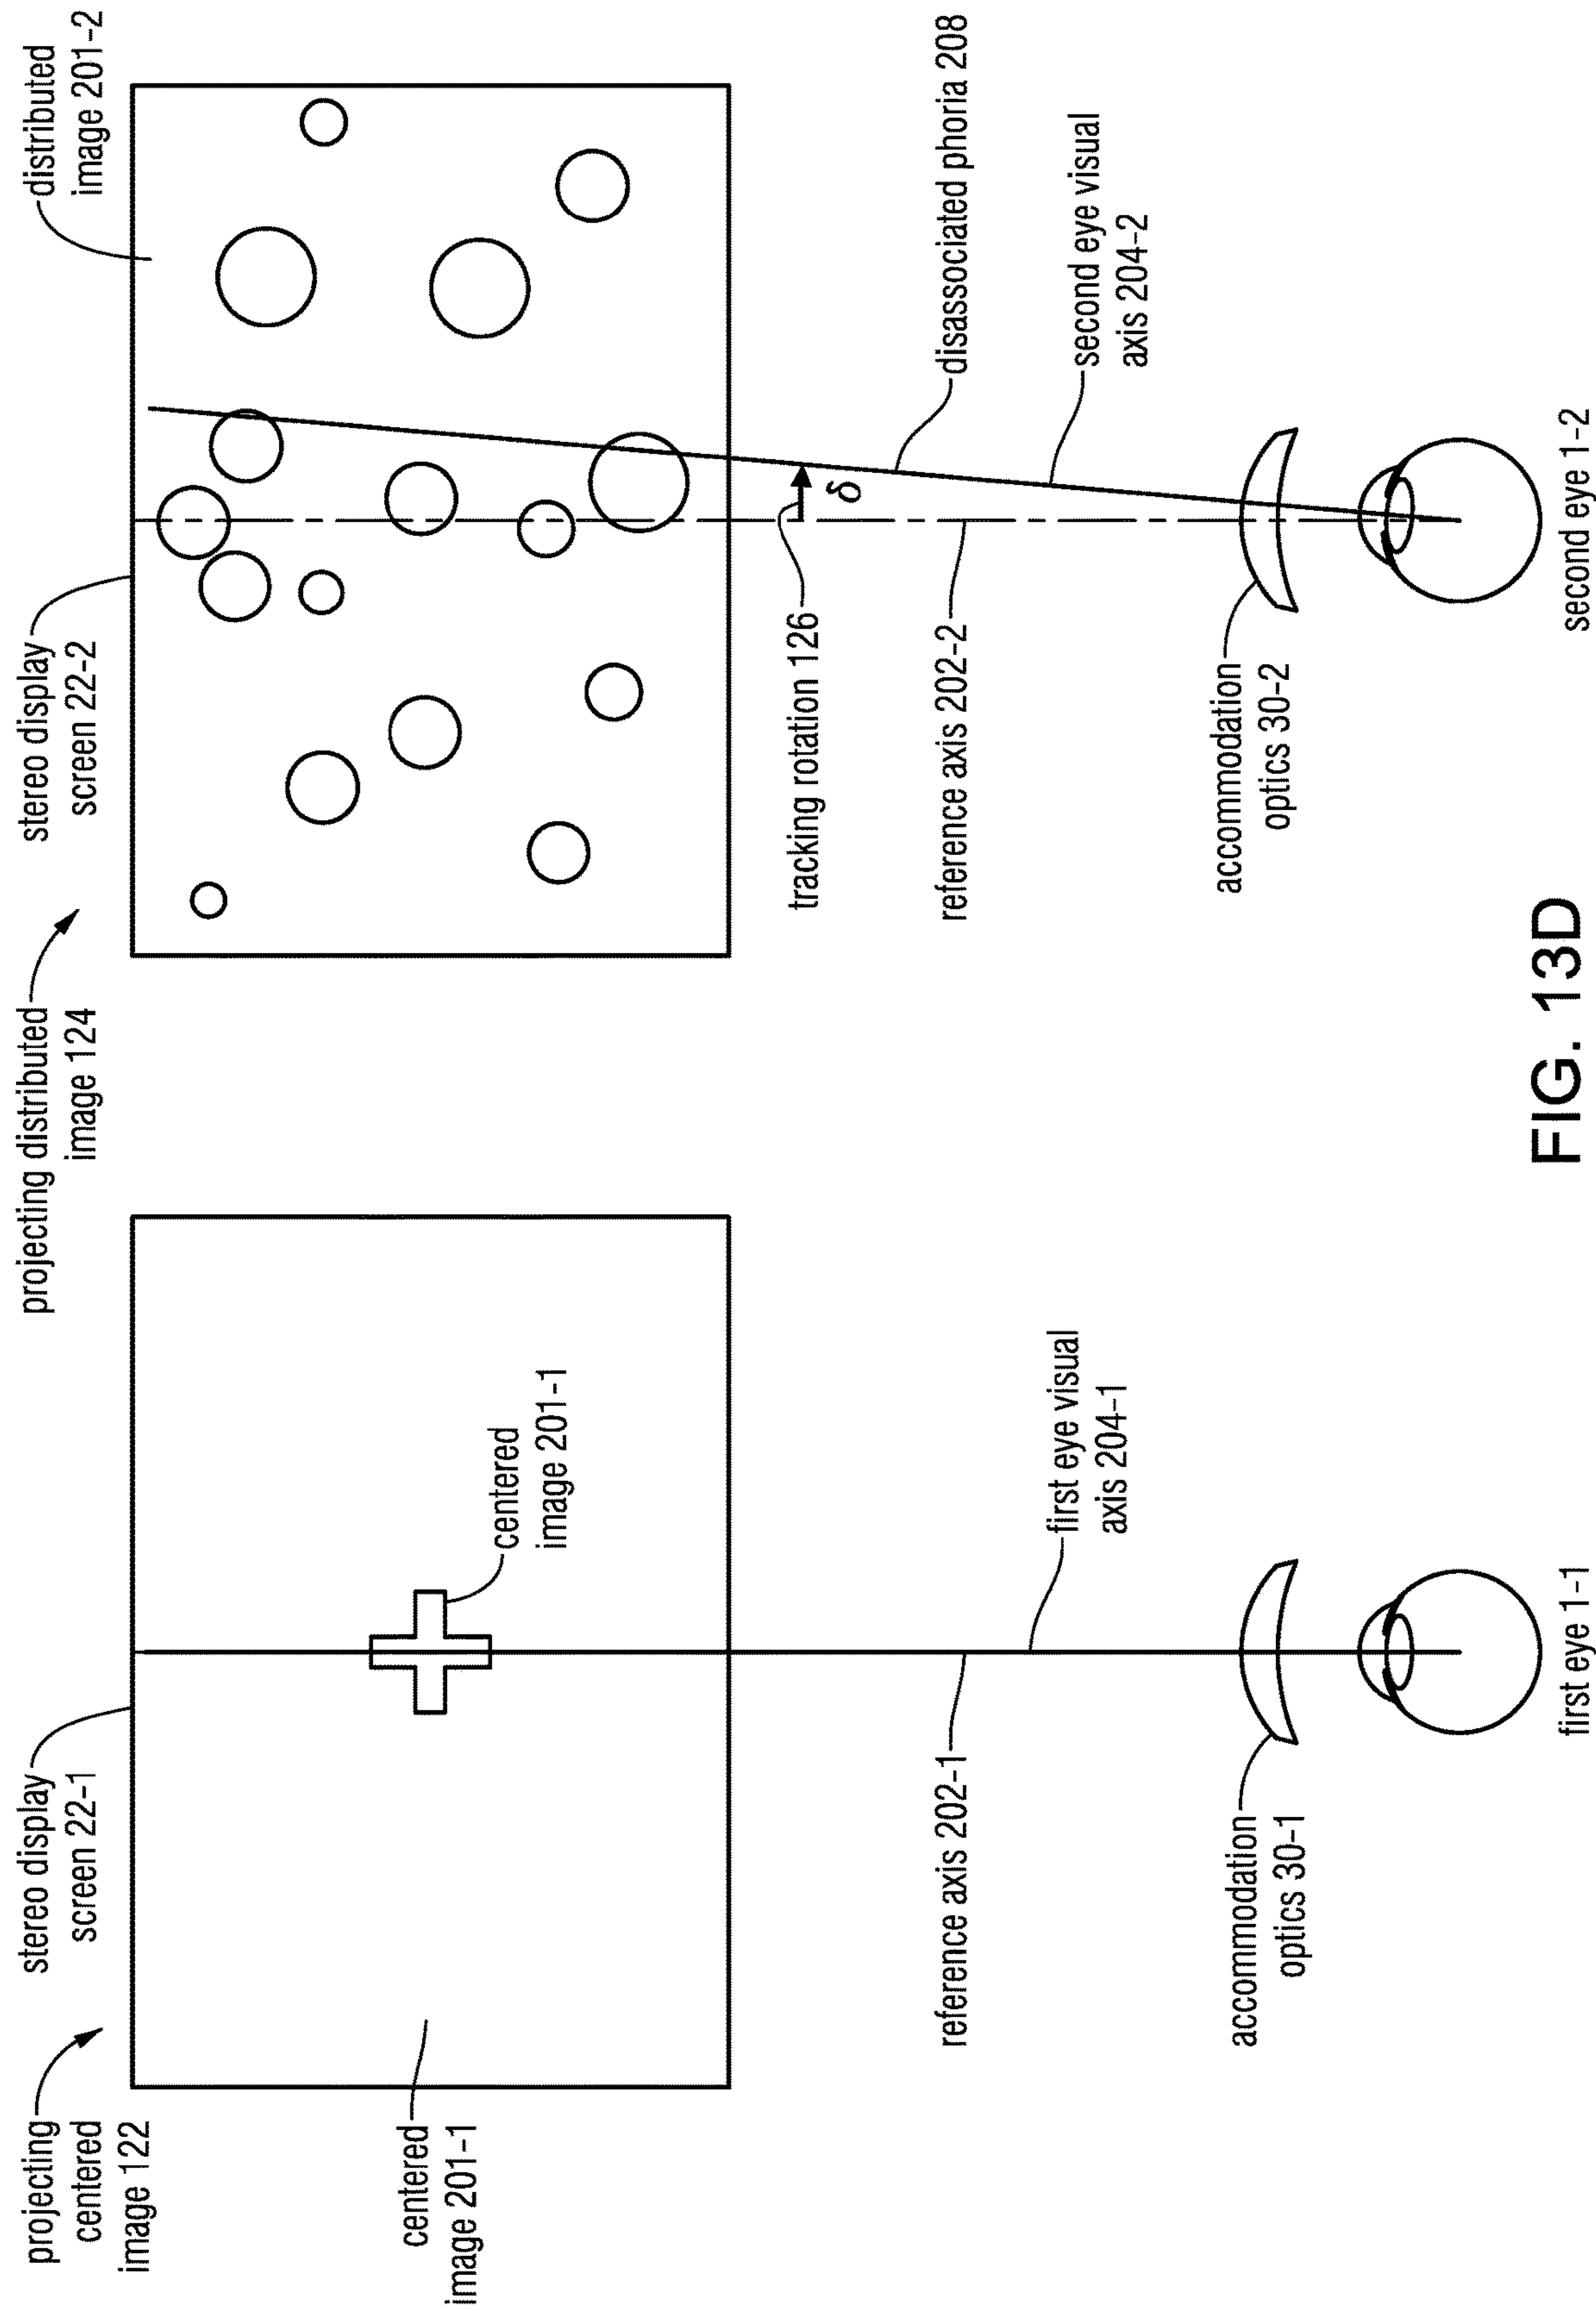 projecting
centered
image 122
stereo display
screen 22-1
projecting distributed
image 124
stereo display
screen 22-2
distributed
image 201-2
centered
image 201-1
centered
image 201-1
reference axis 202-1
first eye visual
axis 204-1
accommodation
optics 30-1
first eye 1-1
tracking rotation 126
δ
disassociated phoria 208
reference axis 202-2
second eye visual
axis 204-2
accommodation
optics 30-2
second eye 1-2
FIG. 13D